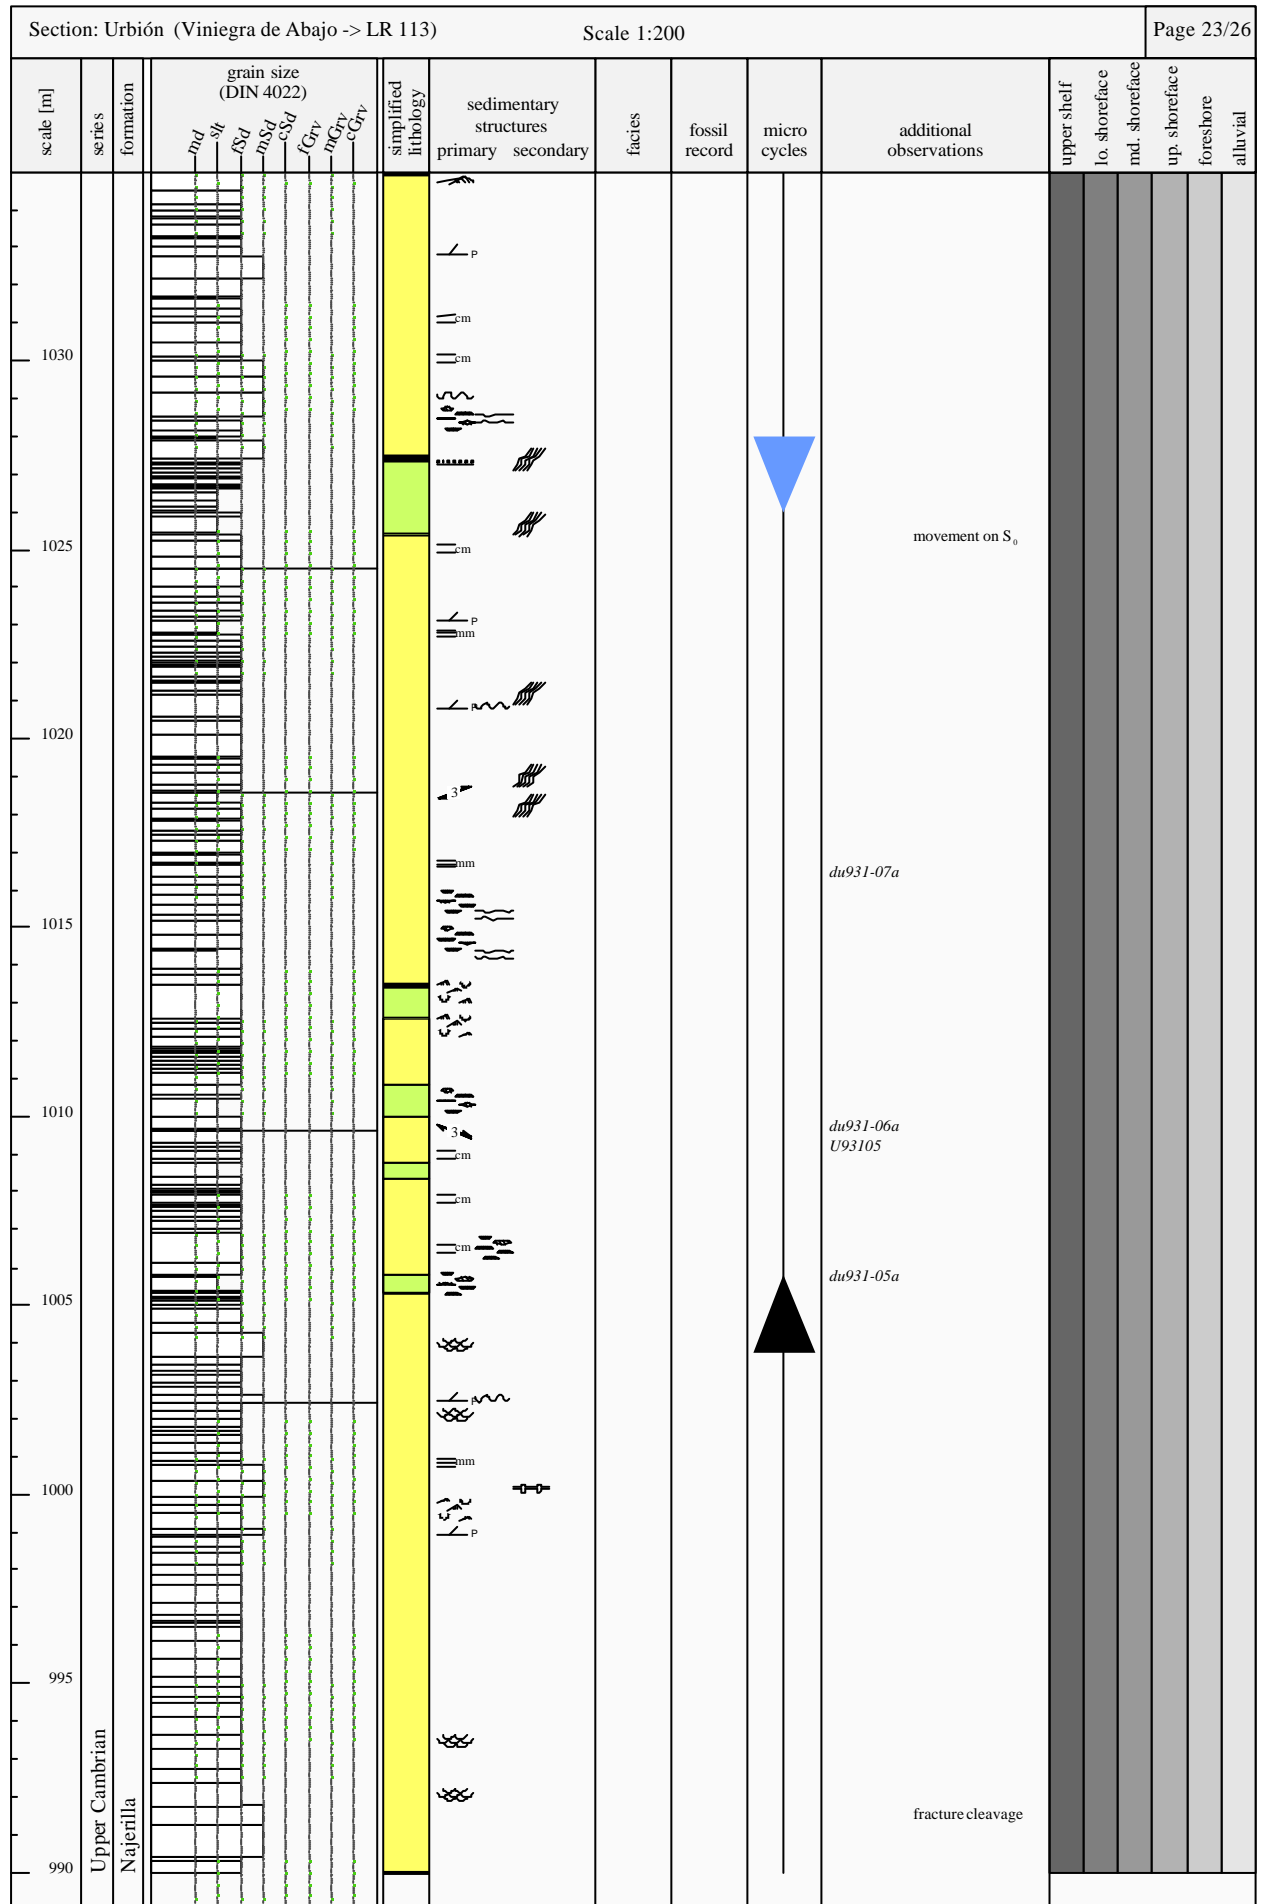 Section: Urbión (Viniegra de Abajo -> LR 113)
Scale 1:200
Page 23/26
scale [m]
series
formation
grain size
(DIN 4022)
md
slt
fSd
mSd
cSd
fGrv
mGrv
cGrv
simplified
lithology
sedimentary
structures
primary secondary
facies
fossil
record
micro
cycles
additional
observations
upper shelf
lo. shoreface
md. shoreface
up. shoreface
foreshore
alluvial
P
cm
1030
cm
1025
movement on S₀
cm
P
mm
P
1020
3
mm
du931-07a
1015
1010
3
du931-06a
U93105
cm
cm
cm
du931-05a
1005
P
mm
1000
P
995
fracture cleavage
990
Upper Cambrian
Najerilla